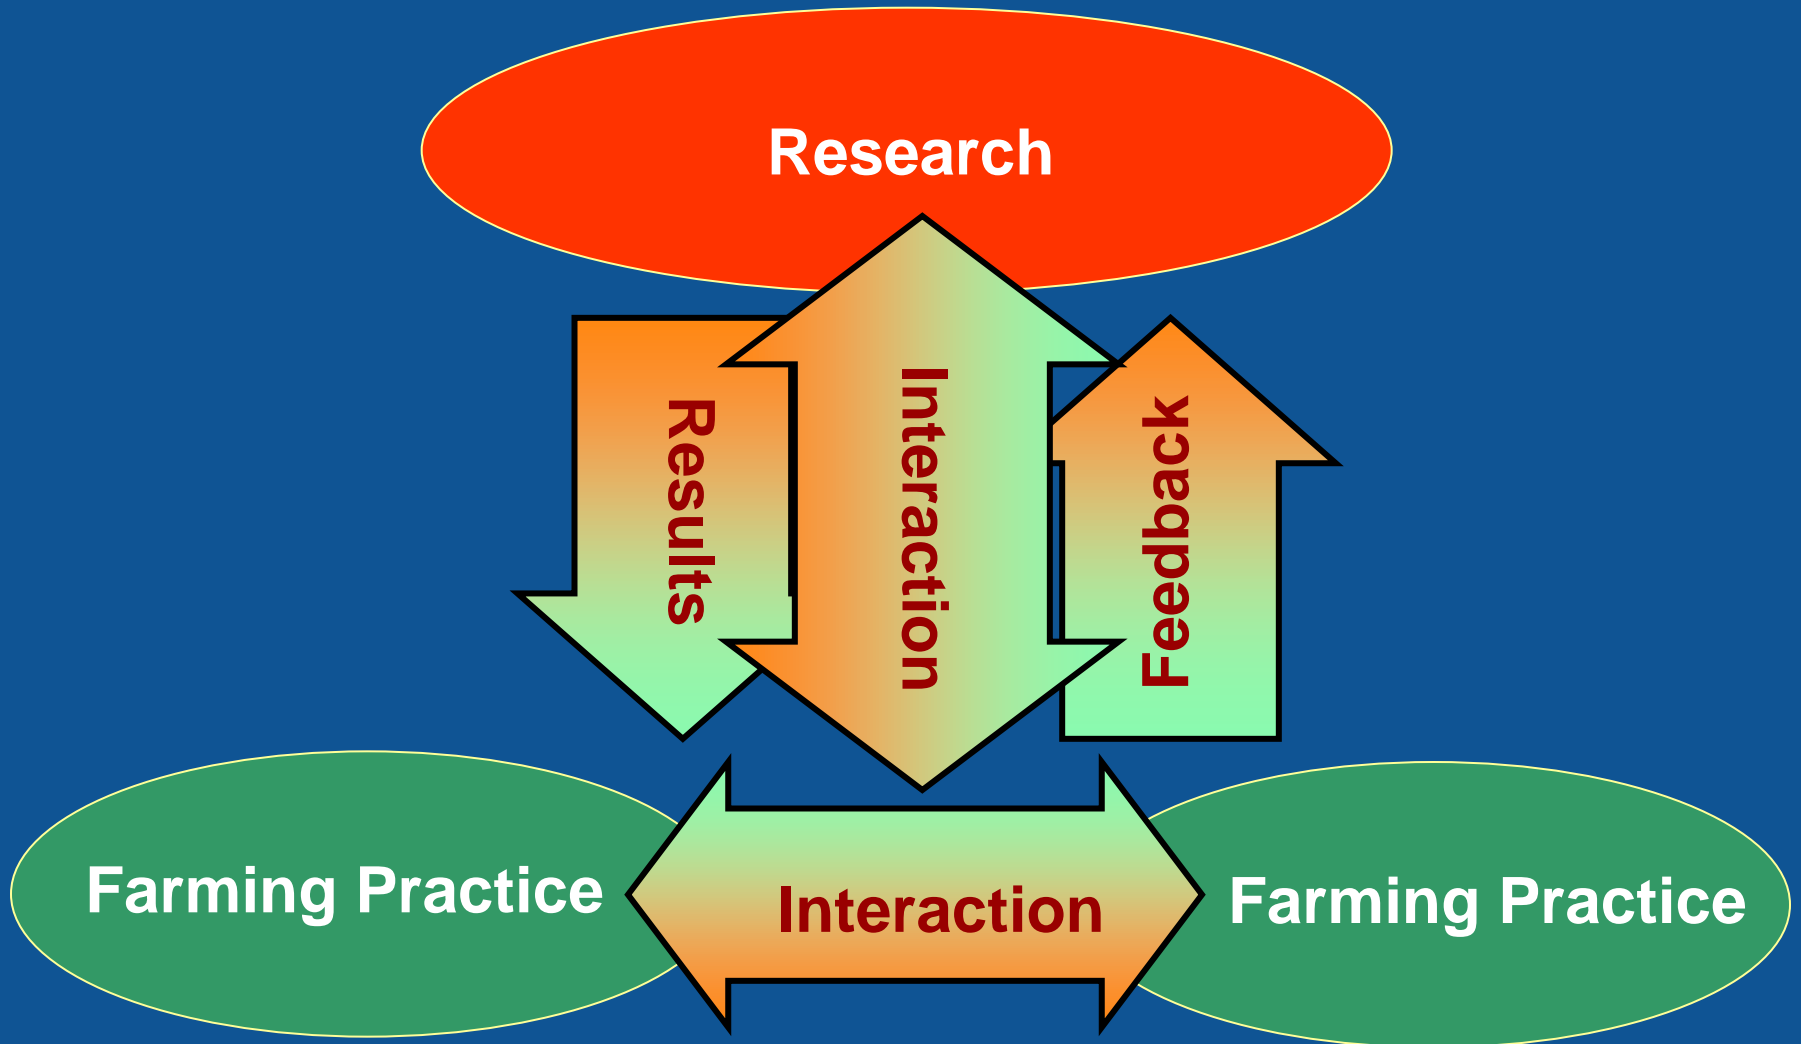 Research
Results
Interaction
Feedback
Farming Practice
Interaction
Farming Practice